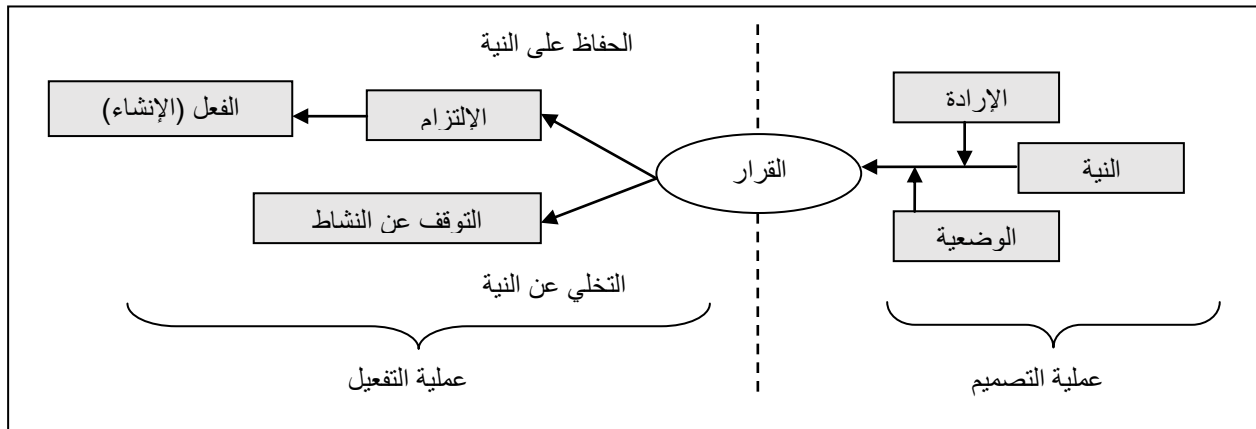 الحفاظ على النية
الإرادة
الفعل (الإنشاء)
الإلتزام
القرار
النية
التوقف عن النشاط
الوضعية
التخلي عن النية
عملية التصميم
عملية التفعيل